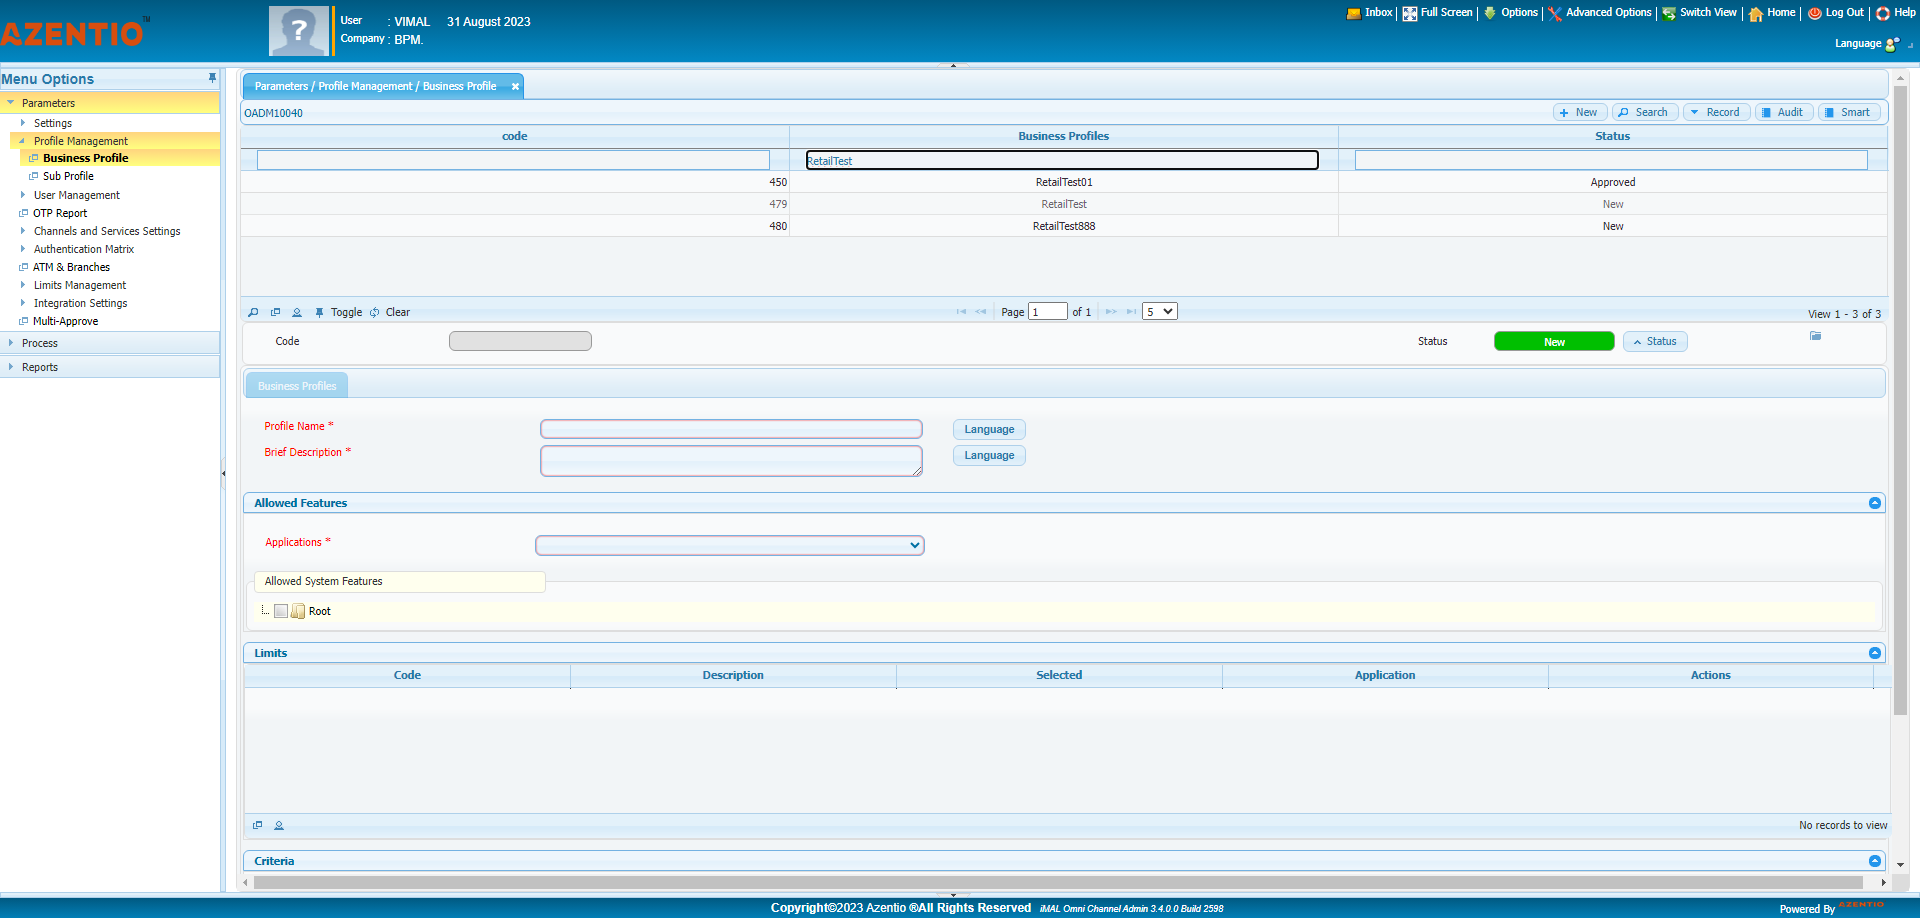 AZENTIO™
User : VIMAL 31 August 2023
Company : BPM.
Inbox Full Screen Options Advanced Options Switch View Home Log Out Help
Language
Menu Options
Parameters
Settings
Profile Management
Business Profile
Sub Profile
User Management
OTP Report
Channels and Services Settings
Authentication Matrix
ATM & Branches
Limits Management
Integration Settings
Multi-Approve
Process
Reports
Parameters / Profile Management / Business Profile
OADM10040
New Search Record Audit Smart
code Business Profiles Status
RetailTest
450 RetailTest01 Approved
479 RetailTest New
480 RetailTest888 New
Toggle Clear
Page 1 of 1 5
View 1 - 3 of 3
Code
Status New Status
Business Profiles
Profile Name * Language
Brief Description * Language
Allowed Features
Applications *
Allowed System Features
Root
Limits
Code Description Selected Application Actions
No records to view
Criteria
Copyright©2023 Azentio ®All Rights Reserved iMAL Omni Channel Admin 3.4.0.0 Build 2598
Powered By AZENTIO